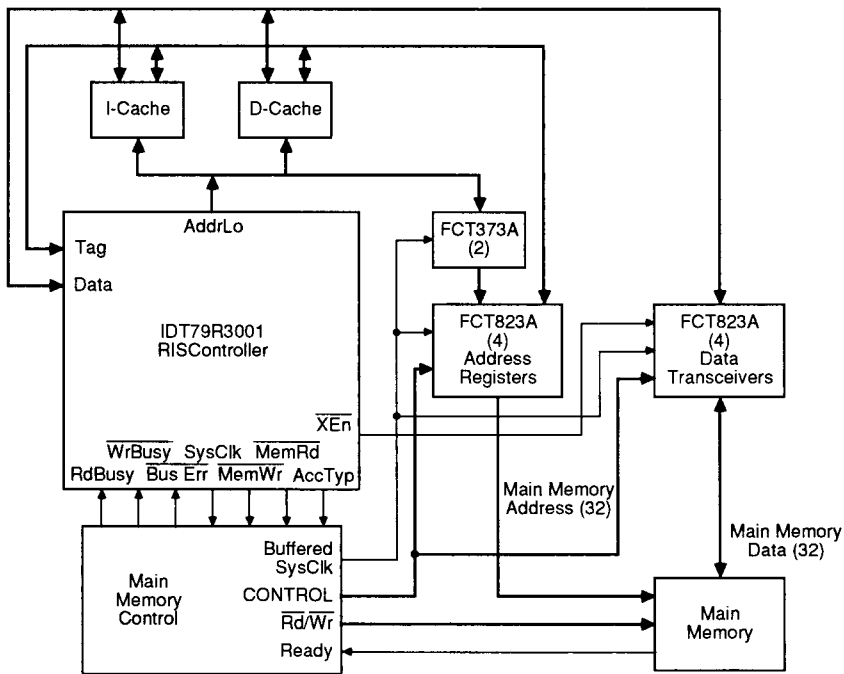 I-Cache
D-Cache
AddrLo
Tag
Data
IDT79R3001
RISController
FCT373A
(2)
FCT823A
(4)
Address
Registers
FCT823A
(4)
Data
Transceivers
XEn
WrBusy SysClk MemRd
RdBusy Bus Err MemWr AccTyp
Main Memory
Address (32)
Main Memory
Data (32)
Main
Memory
Control
Buffered
SysClk
CONTROL
Rd/Wr
Ready
Main
Memory